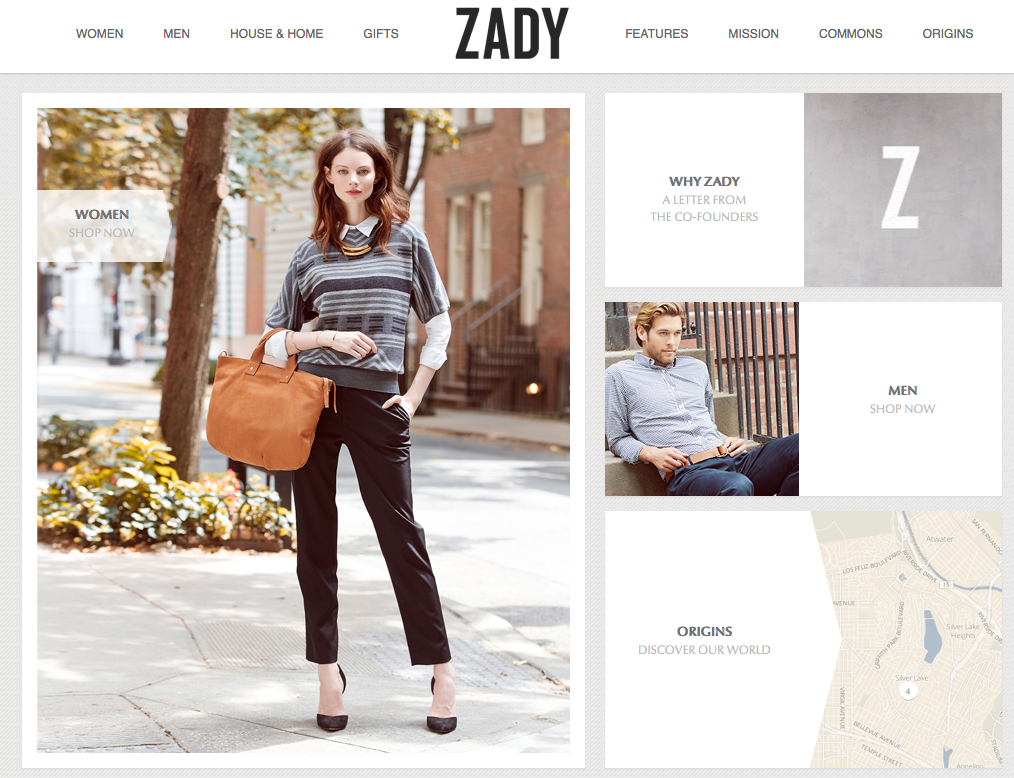 WOMEN
MEN
HOUSE & HOME
GIFTS
ZADY
FEATURES
MISSION
COMMONS
ORIGINS
WOMEN
SHOP NOW
WHY ZADY
A LETTER FROM
THE CO-FOUNDERS
Z
MEN
SHOP NOW
ORIGINS
DISCOVER OUR WORLD
Atwater
SAN FERNANDO
LOS FELIZ BOULEVARD
RIVERSIDE DRIVE
AVENUE
GRIFFITH PARK BOULEVARD
Silver Lake
Heights
RIVERSIDE
Silver Lake
4
VIRGIL AVENUE
BELLEVUE AVENUE
TEMPLE STREET
Angelino